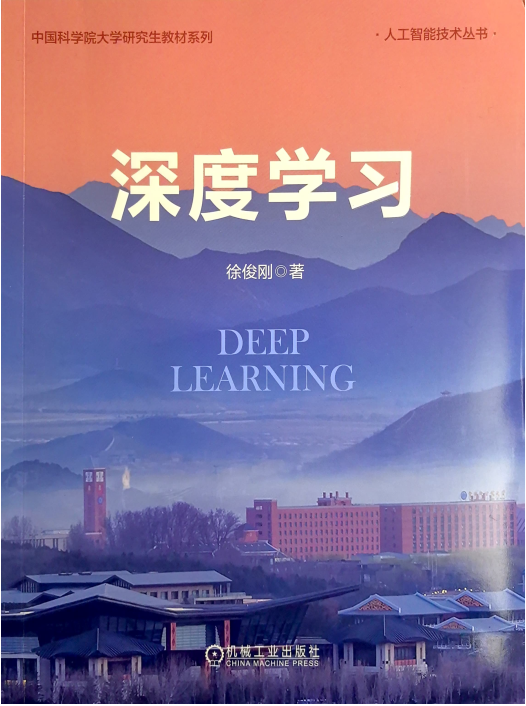 中国科学院大学研究生教材系列
·人工智能技术丛书·
深度学习
徐俊刚◎著
DEEP
LEARNING
机械工业出版社
CHINA MACHINE PRESS